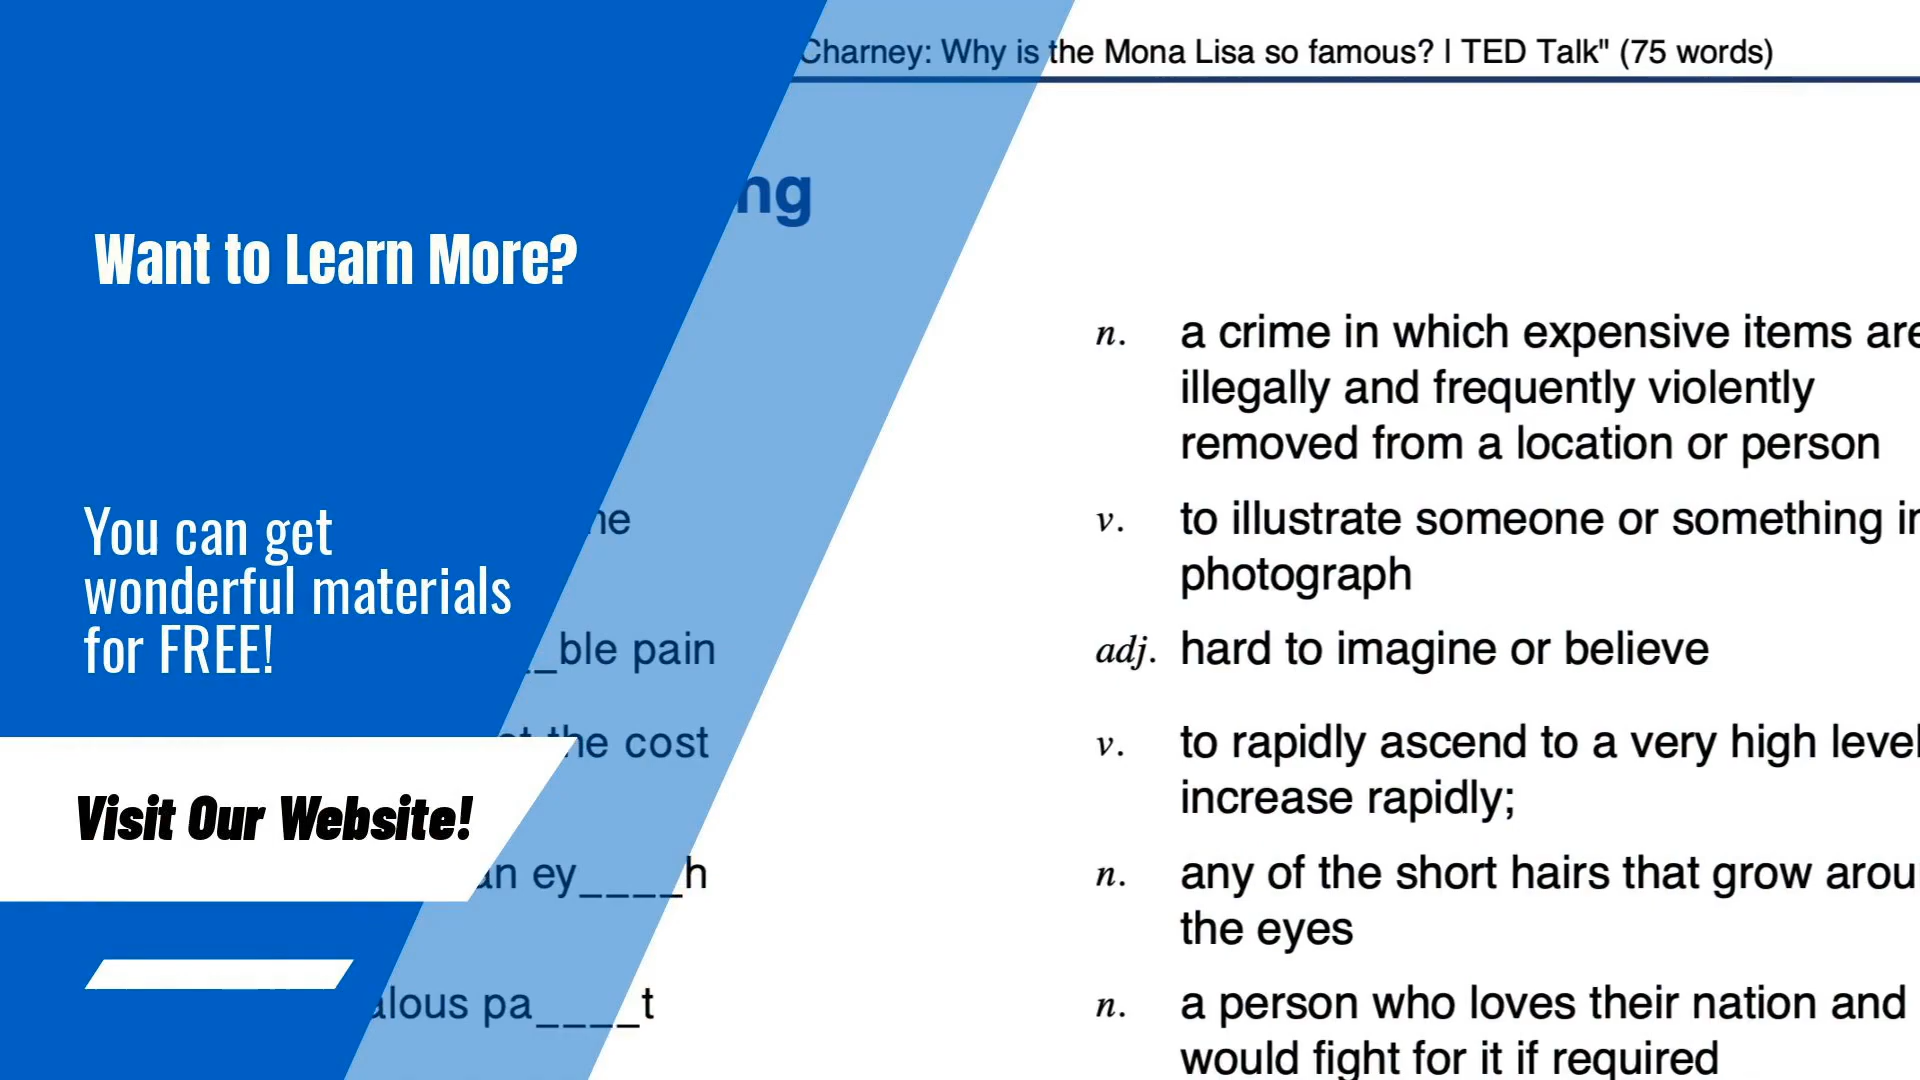 Charney: Why is the Mona Lisa so famous? | TED Talk" (75 words)
ng
Want to Learn More?
You can get
wonderful materials
for FREE!
Visit Our Website!
n. a crime in which expensive items are
illegally and frequently violently
removed from a location or person
v. to illustrate someone or something in
photograph
_ble pain
adj. hard to imagine or believe
the cost
v. to rapidly ascend to a very high level
increase rapidly;
an ey____h
n. any of the short hairs that grow arou
the eyes
alous pa____t
n. a person who loves their nation and
would fight for it if required